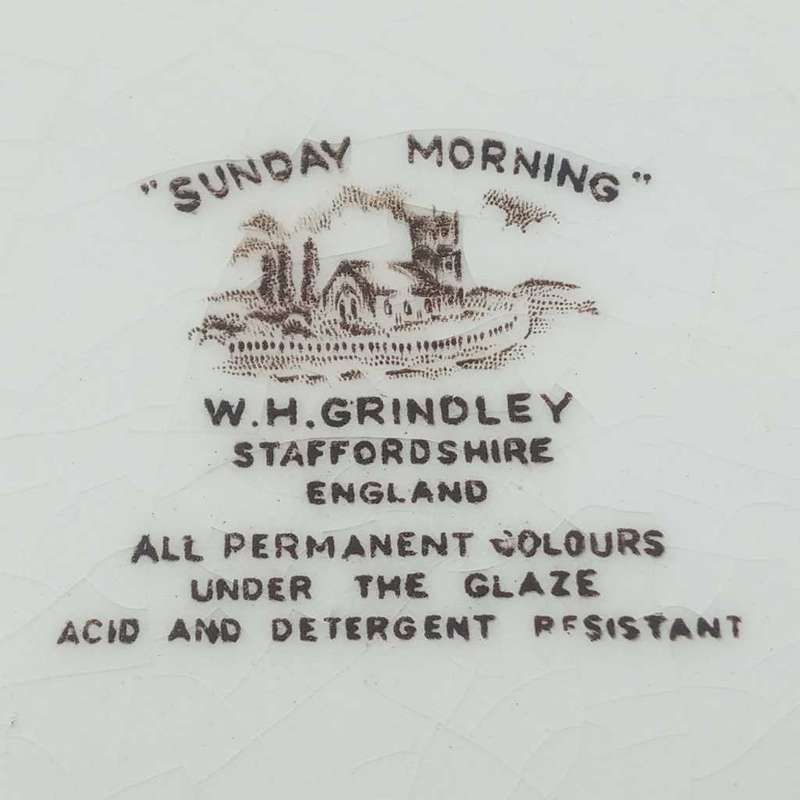 "SUNDAY MORNING"
W.H.GRINDLEY
STAFFORDSHIRE
ENGLAND
ALL PERMANENT COLOURS
UNDER THE GLAZE
ACID AND DETERGENT RESISTANT